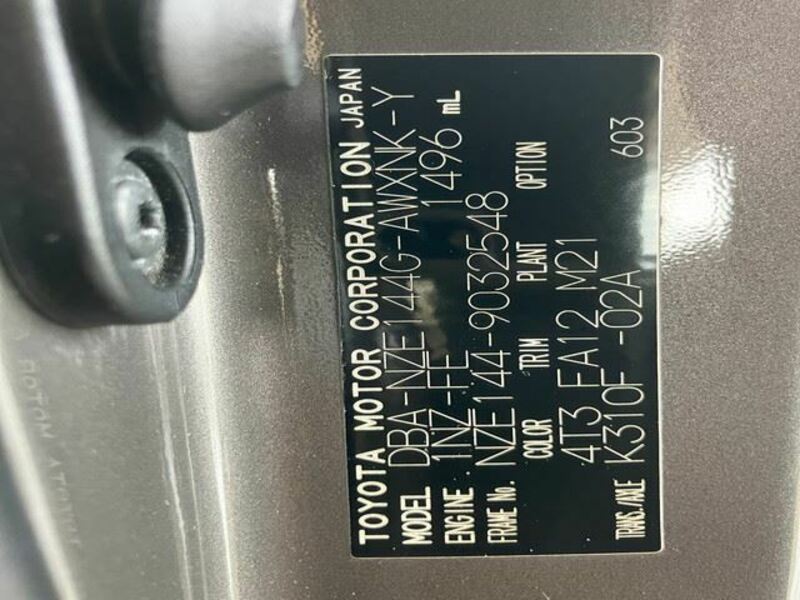 TOYOTA MOTOR CORPORATION JAPAN
MODEL DBA-NZE144G-AWXNK-Y
ENGINE 1NZ-FE 1496 mL
FRAME No. NZE144-9032548
COLOR TRIM PLANT OPTION
4T3 FA12 M21
TRANS./AXLE K310F -02A 603